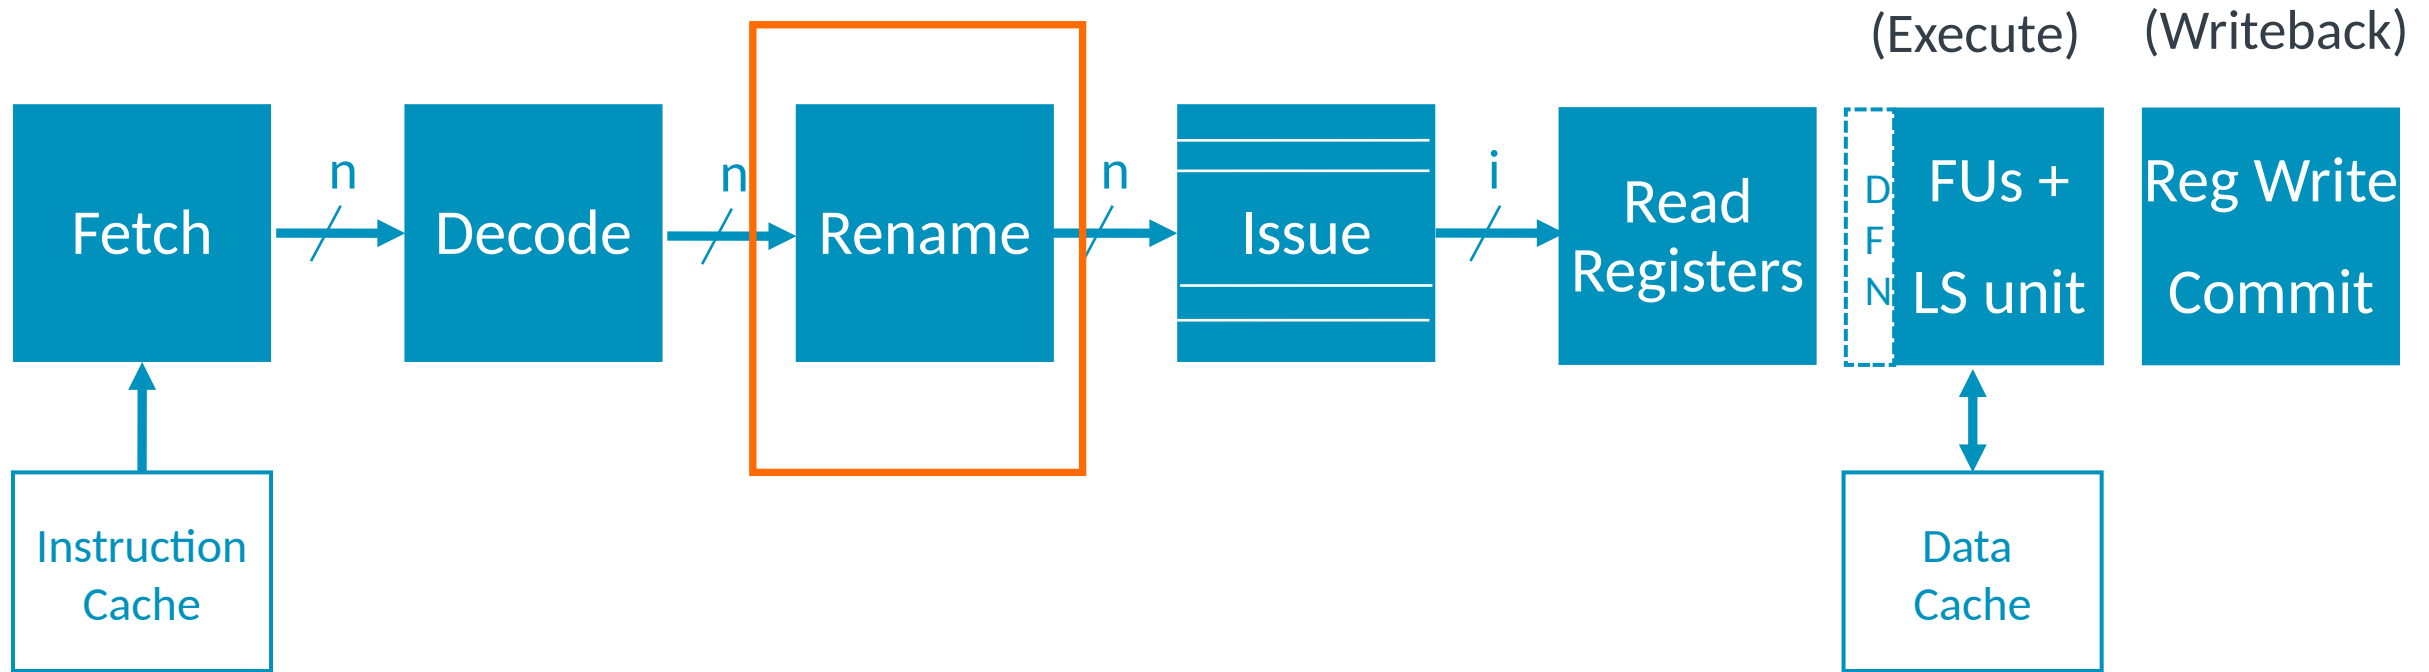 (Execute)
(Writeback)
Fetch
n
Decode
n
Rename
n
Issue
i
Read
Registers
D
F
N
FUs +
LS unit
Reg Write
Commit
Instruction
Cache
Data
Cache